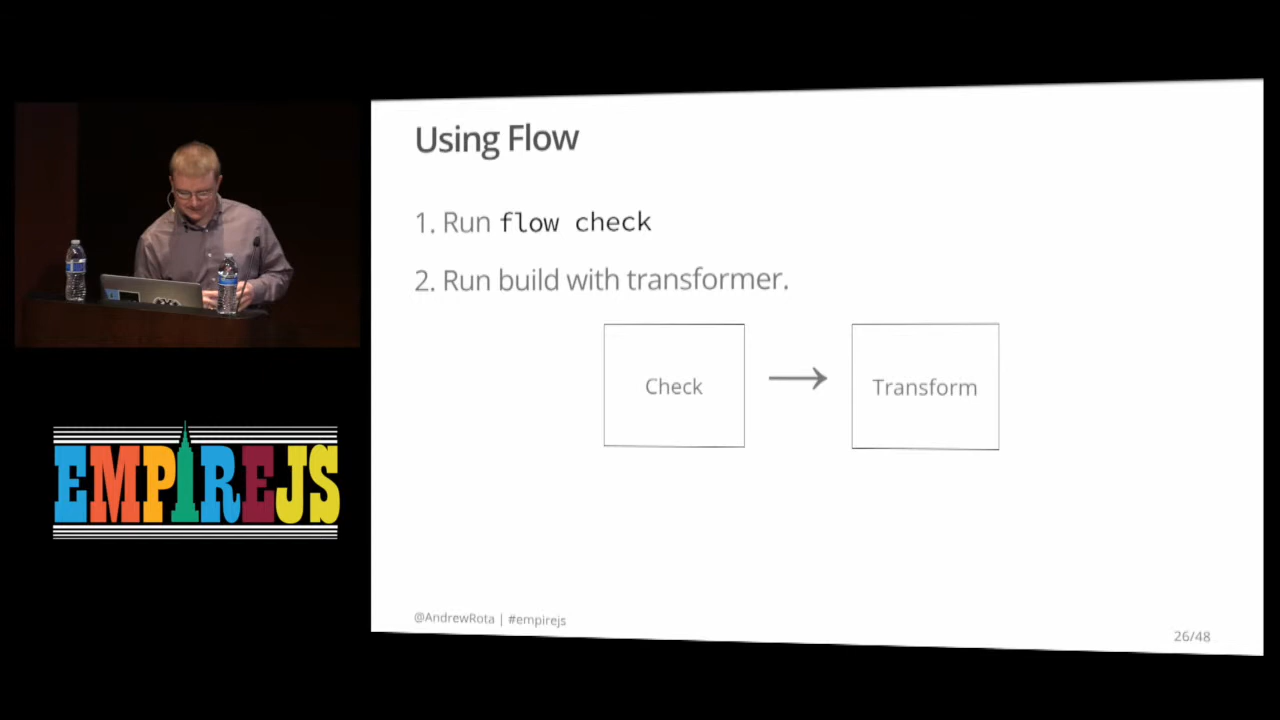 Using Flow
1. Run flow check
2. Run build with transformer.
Check → Transform
@AndrewRota | #empirejs
26/48
EMPIREJS